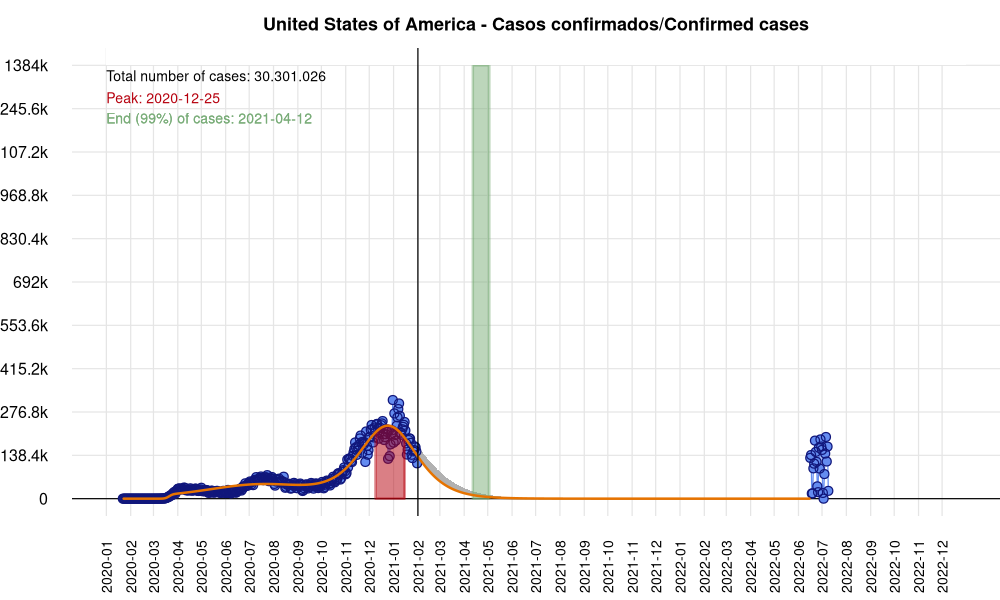 United States of America - Casos confirmados/Confirmed cases
Total number of cases: 30.301.026
Peak: 2020-12-25
End (99%) of cases: 2021-04-12
1384k
245.6k
107.2k
968.8k
830.4k
692k
553.6k
415.2k
276.8k
138.4k
0
2020-01
2020-02
2020-03
2020-04
2020-05
2020-06
2020-07
2020-08
2020-09
2020-10
2020-11
2020-12
2021-01
2021-02
2021-03
2021-04
2021-05
2021-06
2021-07
2021-08
2021-09
2021-10
2021-11
2021-12
2022-01
2022-02
2022-03
2022-04
2022-05
2022-06
2022-07
2022-08
2022-09
2022-10
2022-11
2022-12